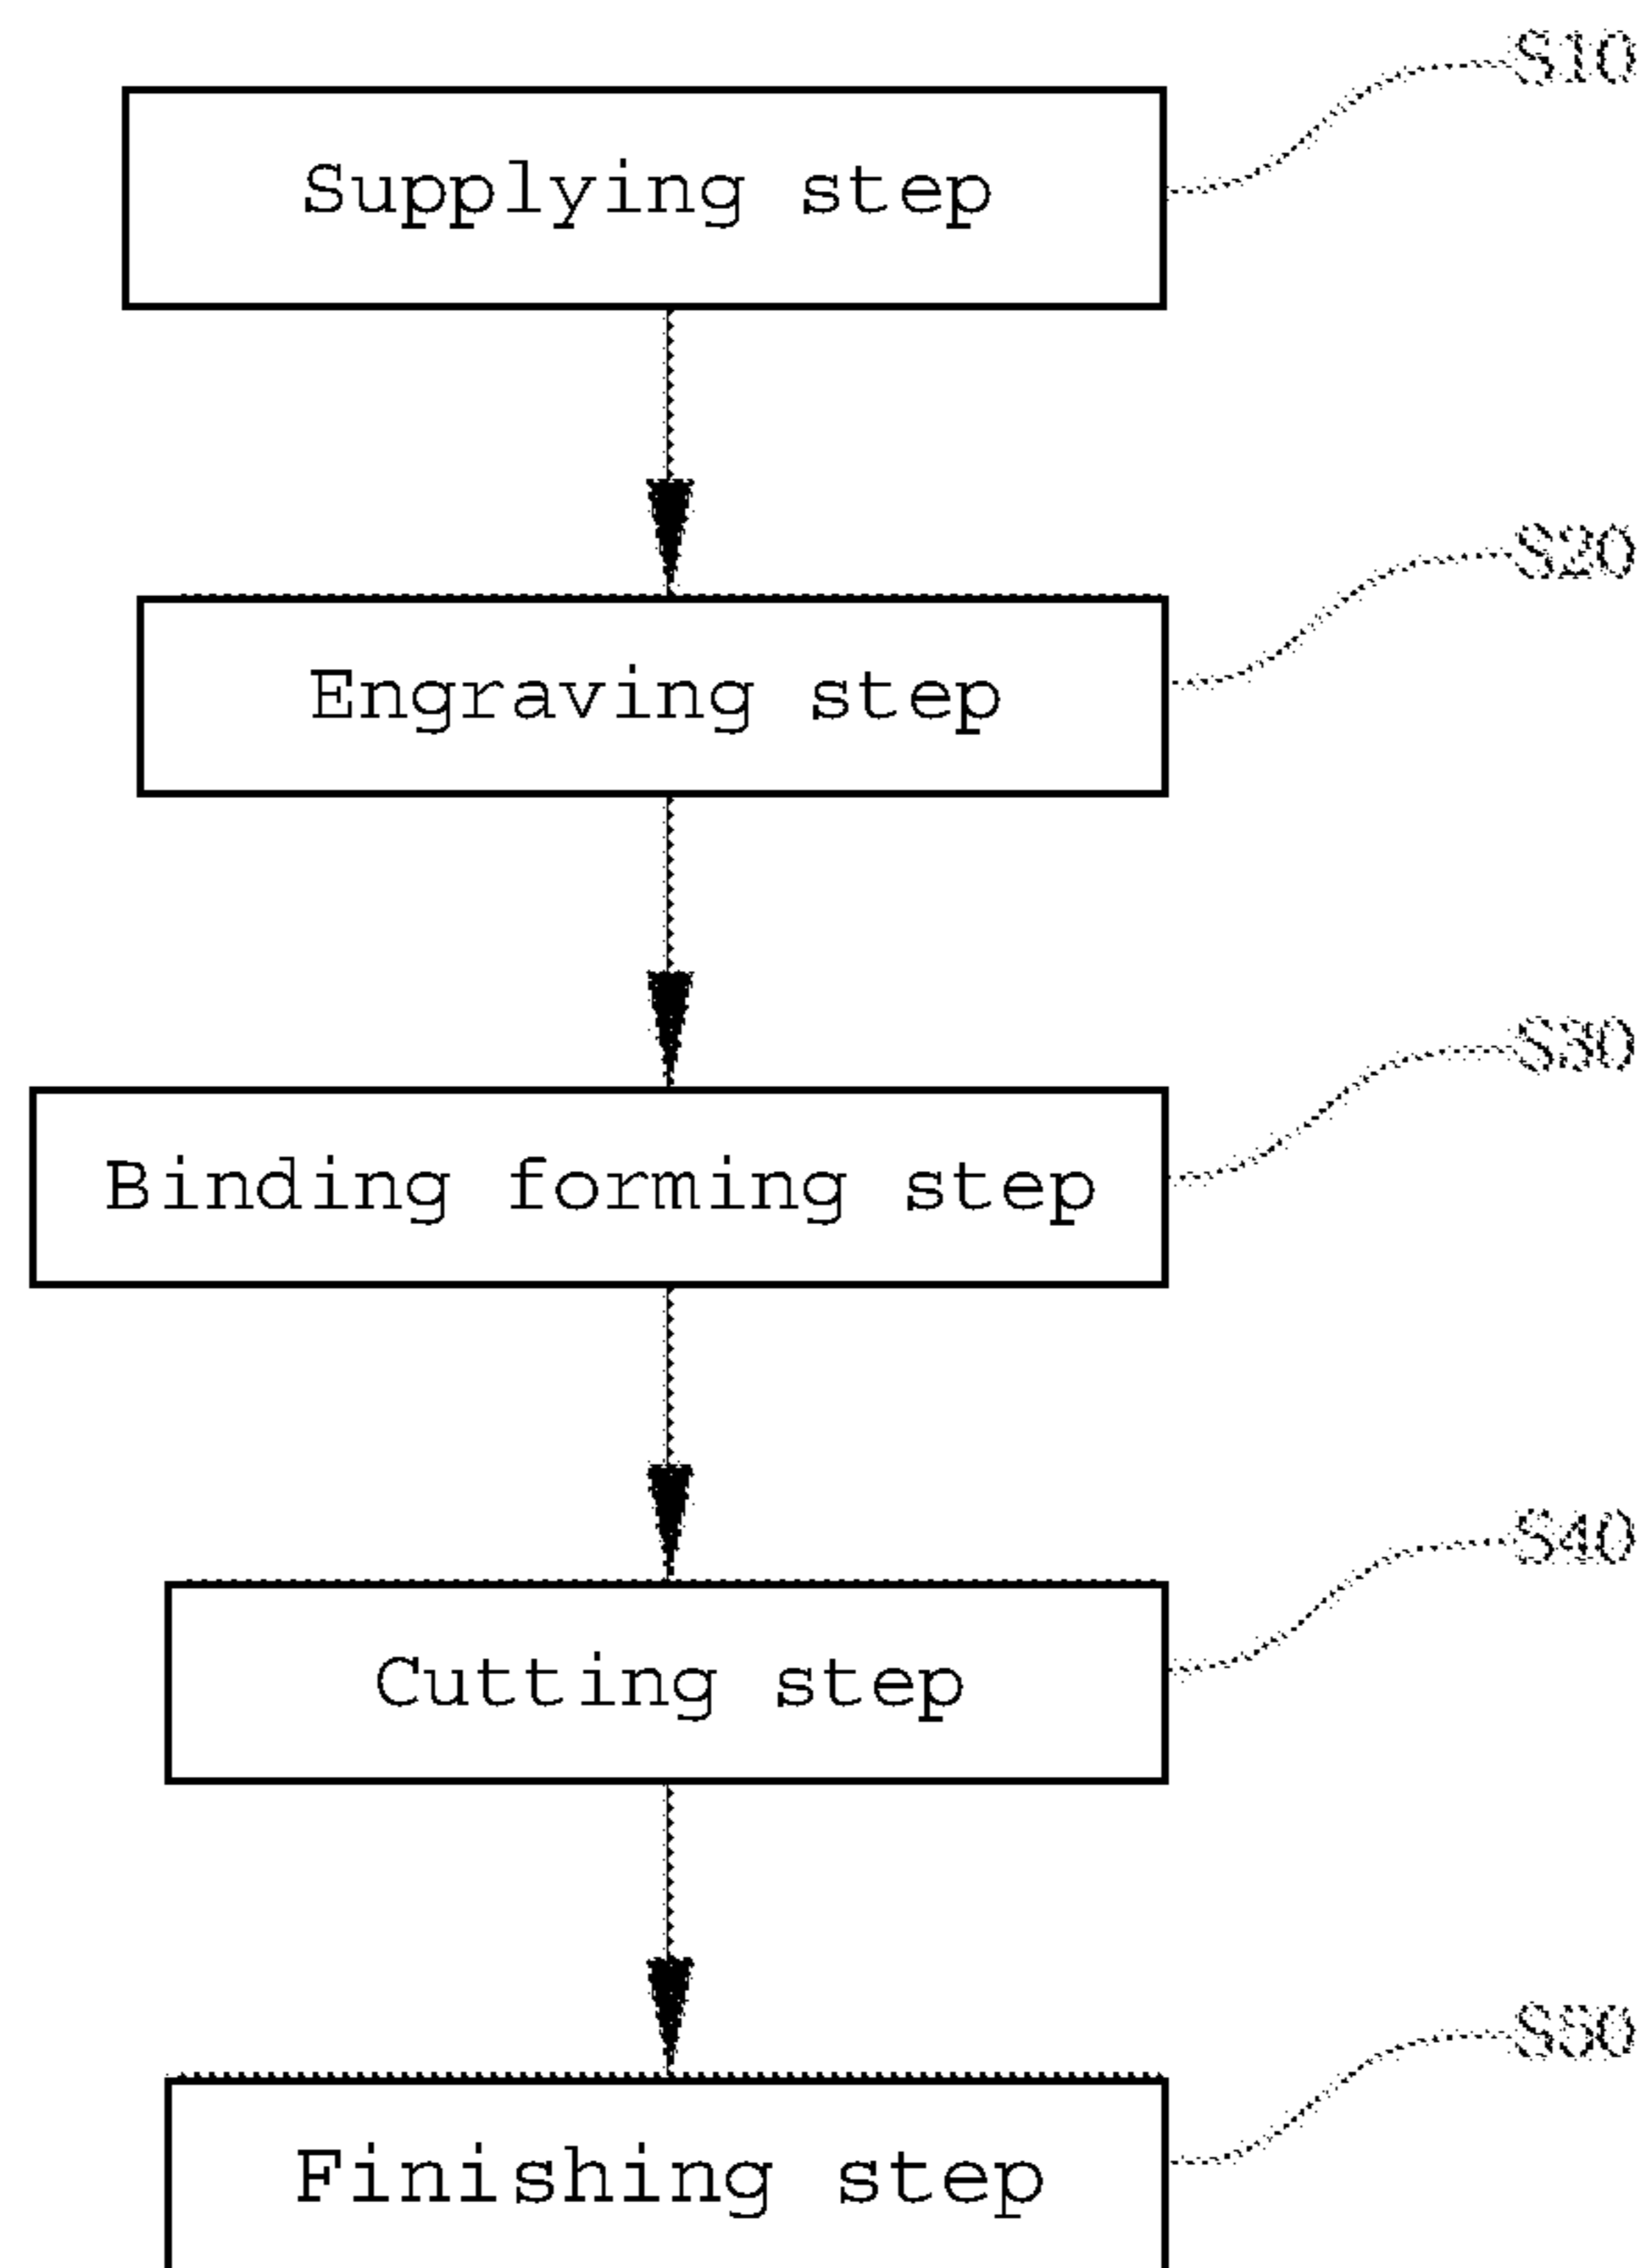 S10
Supplying step
S20
Engraving step
S30
Binding forming step
S40
Cutting step
S50
Finishing step